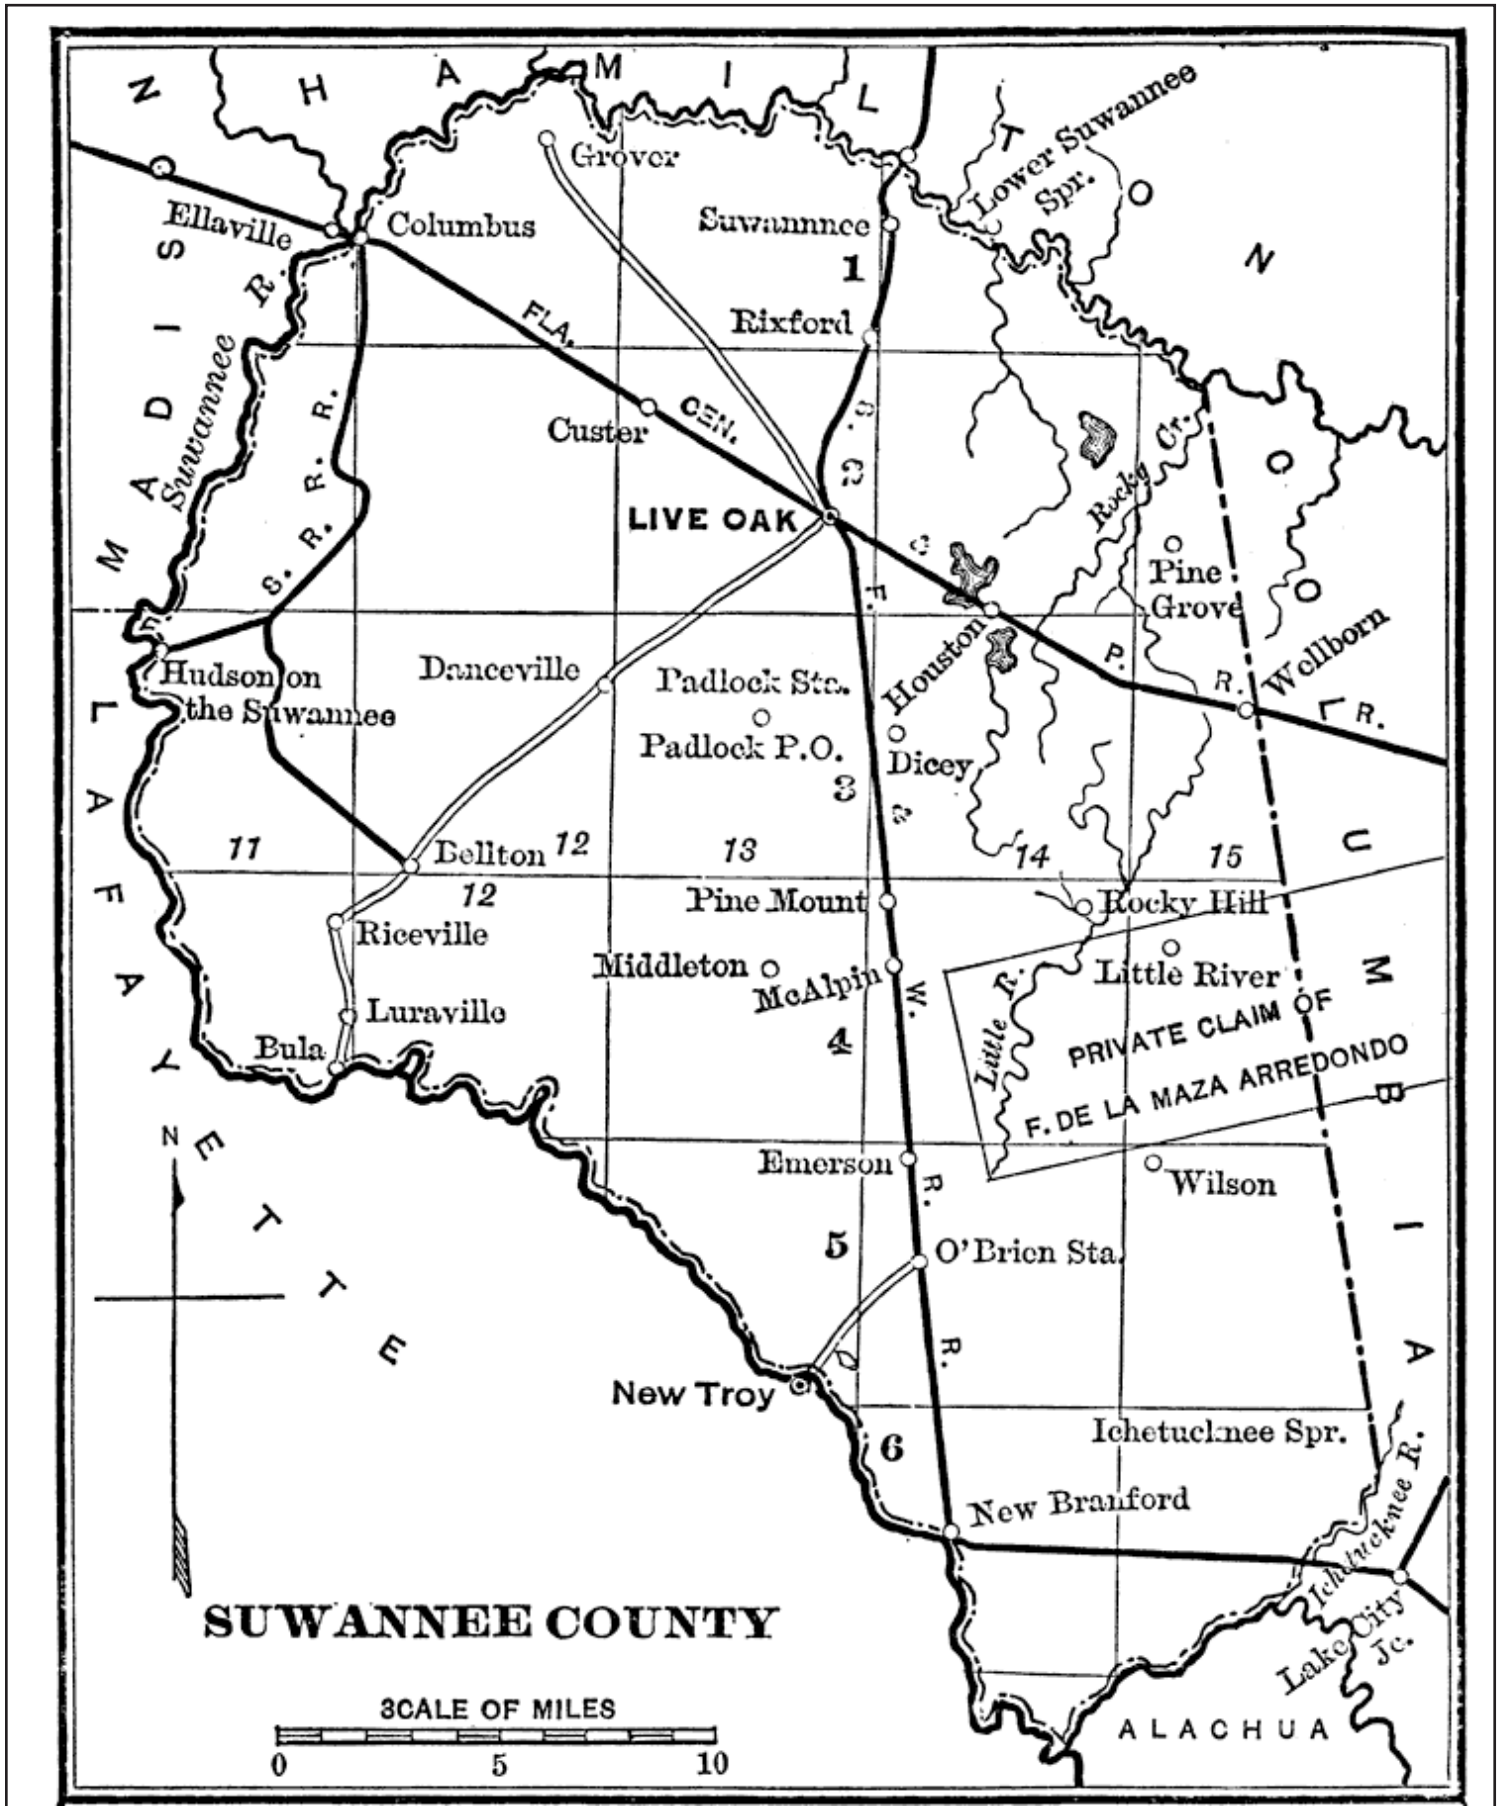 N HAMILTON
Lower Suwannee
Spr.
Grover
Ellaville
Columbus
Suwannnee
1
R.
FLA.
Rixford
MADISON
Suwannee
R.
R.
CEN.
S.
Custer
Rocky Cr.
2
R.
LIVE OAK
&
S.
F.
Pine
Grove
Houston
P.
R.
R.
Wellborn
Hudson on
the Suwannee
Danceville
Padlock Sta.
Padlock P.O.
Dicey
3
&
COLUMBIA
11
Bellton
12
13
14
15
12
Pine Mount
Rocky Hill
Riceville
Middleton
McAlpin
W.
Little R.
Little River
PRIVATE CLAIM OF
F. DE LA MAZA ARREDONDO
Luraville
4
Bula
LAFAYETTE
N
Emerson
R.
Wilson
5
O'Brien Sta.
R.
New Troy
Ichetucknee Spr.
6
New Branford
Ichetucknee R.
Lake City
Jc.
SUWANNEE COUNTY
SCALE OF MILES
0 5 10
ALACHUA